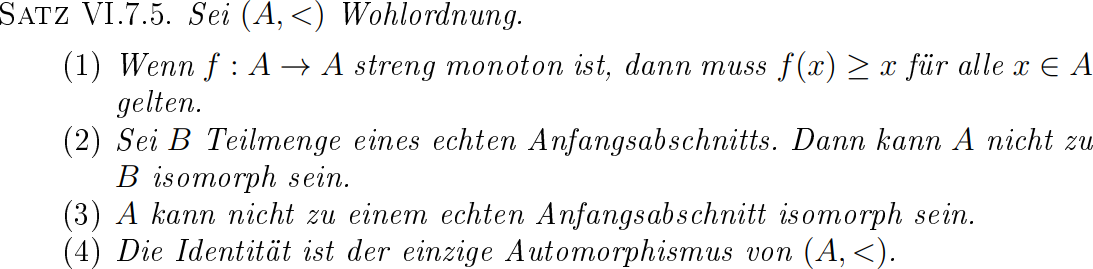 SATZ VI.7.5. Sei (A, <) Wohlordnung.
(1) Wenn f : A → A streng monoton ist, dann muss f(x) ≥ x für alle x ∈ A
gelten.
(2) Sei B Teilmenge eines echten Anfangsabschnitts. Dann kann A nicht zu
B isomorph sein.
(3) A kann nicht zu einem echten Anfangsabschnitt isomorph sein.
(4) Die Identität ist der einzige Automorphismus von (A, <).